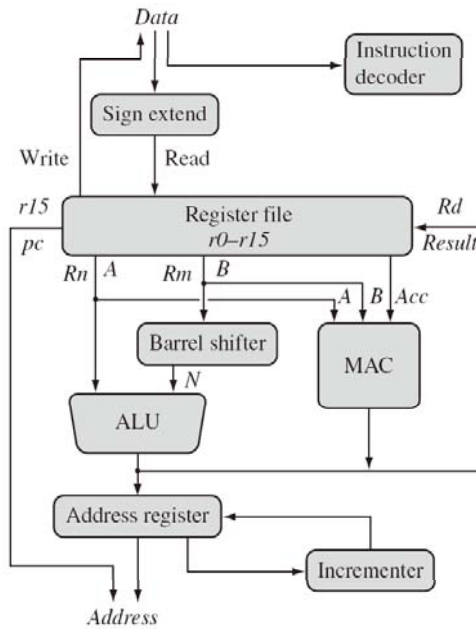 Data
Instruction
decoder
Sign extend
Write
Read
r15
Register file
Rd
pc
r0–r15
Result
Rn
A
Rm
B
A
B
Acc
Barrel shifter
MAC
N
ALU
Address register
Incrementer
Address